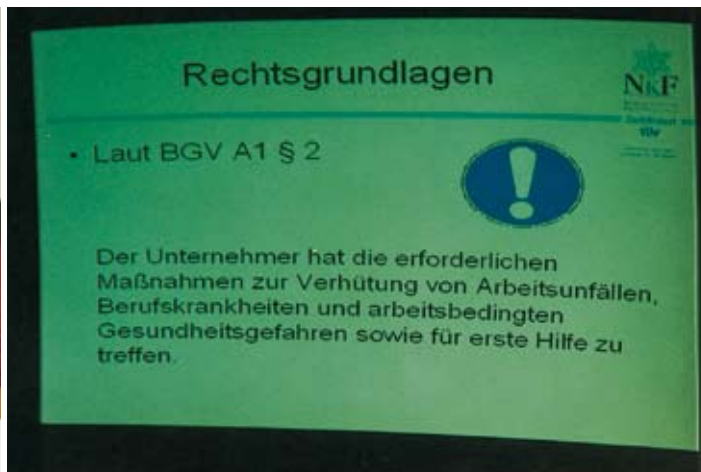 Rechtsgrundlagen
NKF
• Laut BGV A1 § 2
Der Unternehmer hat die erforderlichen
Maßnahmen zur Verhütung von Arbeitsunfällen,
Berufskrankheiten und arbeitsbedingten
Gesundheitsgefahren sowie für erste Hilfe zu
treffen.